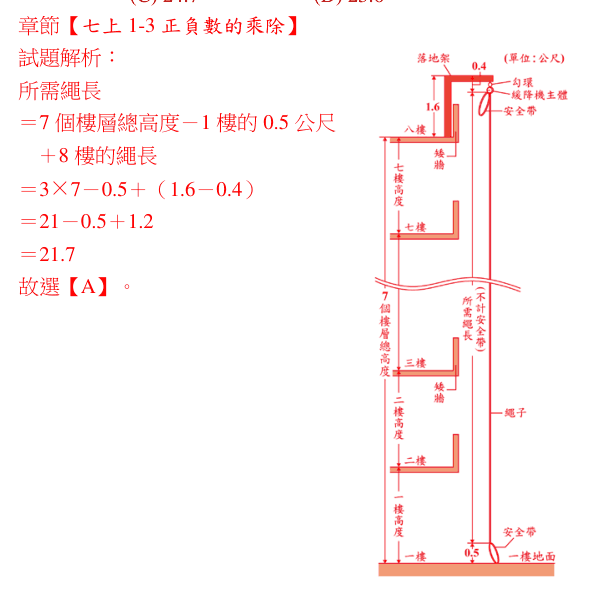 (C) 24.7 (D) 25.6
章節【七上 1-3 正負數的乘除】
試題解析：
所需繩長
＝7 個樓層總高度－1 樓的 0.5 公尺
＋8 樓的繩長
＝3×7－0.5＋（1.6－0.4）
＝21－0.5＋1.2
＝21.7
故選【A】。
落地架
0.4
(單位：公尺)
勾環
緩降機主體
安全帶
1.6
八樓
矮牆
七樓高度
七樓
7個樓層總高度
所需繩長
(不計安全帶)
三樓
矮牆
二樓高度
繩子
二樓
一樓高度
安全帶
0.5
一樓
一樓地面